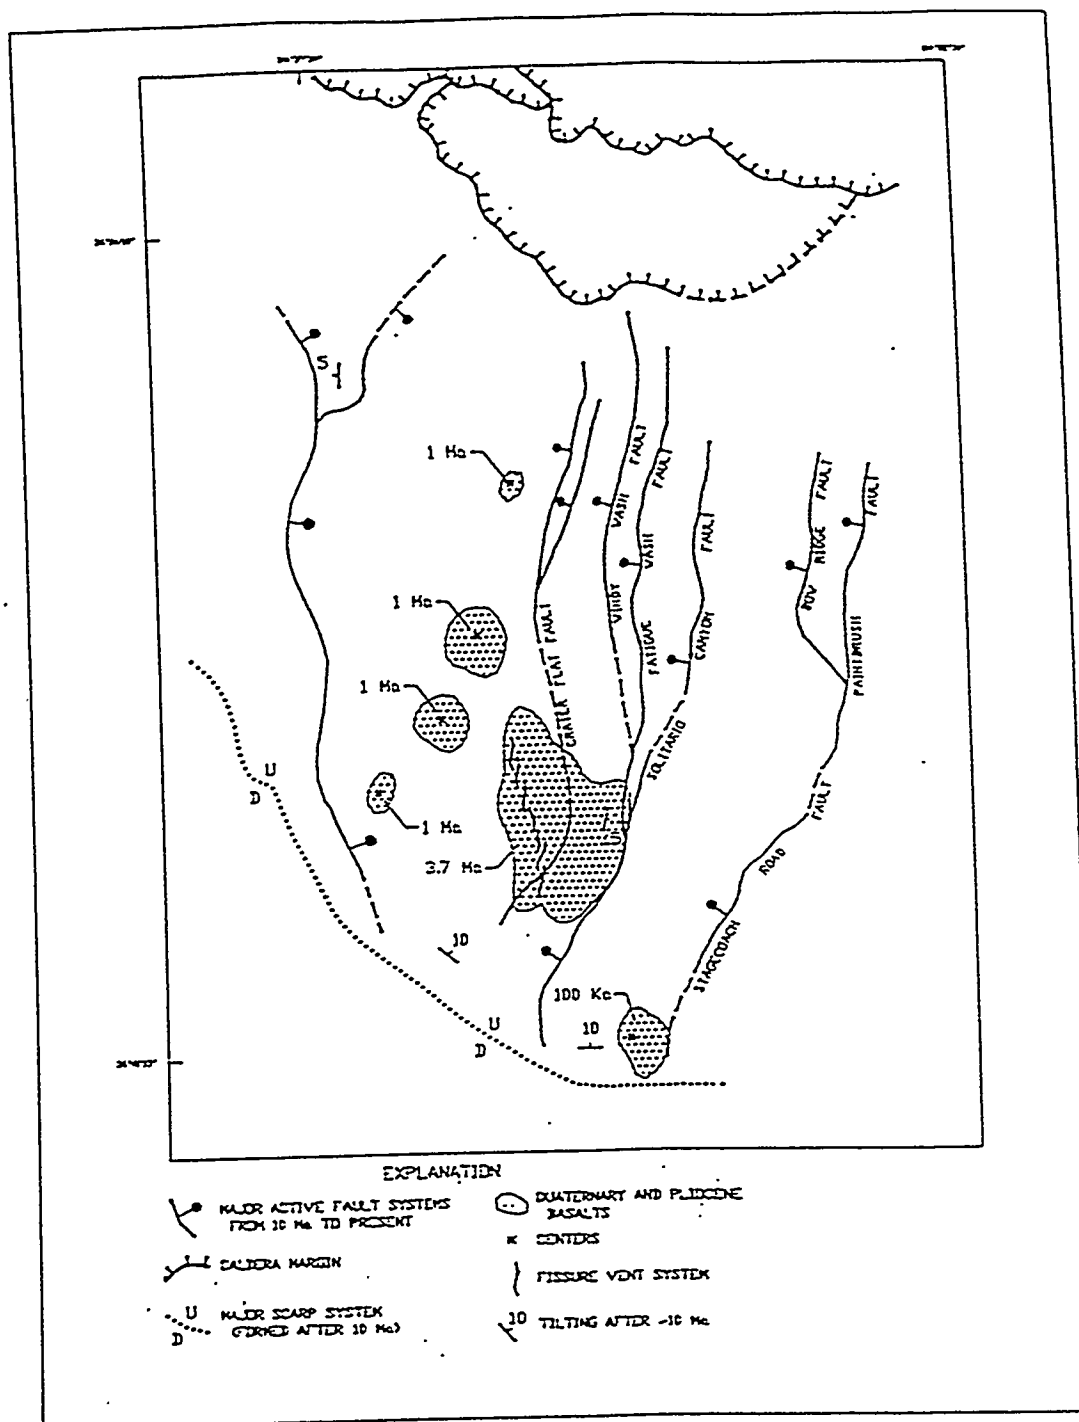 5
1 Ma
1 Ma
1 Ma
1 Ma
3.7 Ma
100 Ka
10
10
5
U
D
U
D
CRATER FLAT FAULT
WINDY WASH FAULT
FATIGUE WASH FAULT
SOLITARIO CANYON FAULT
BOW RIDGE FAULT
PAINTBRUSH FAULT
STAGECOACH ROAD FAULT
EXPLANATION
MAJOR ACTIVE FAULT SYSTEMS
FROM 10 Ma TO PRESENT
CALDERA MARGIN
U
D
MAJOR SCARP SYSTEM
(FORMED AFTER 10 Ma)
QUATERNARY AND PLIOCENE
BASALTS
CENTERS
FISSURE VENT SYSTEM
10
TILTING AFTER ~10 Ma